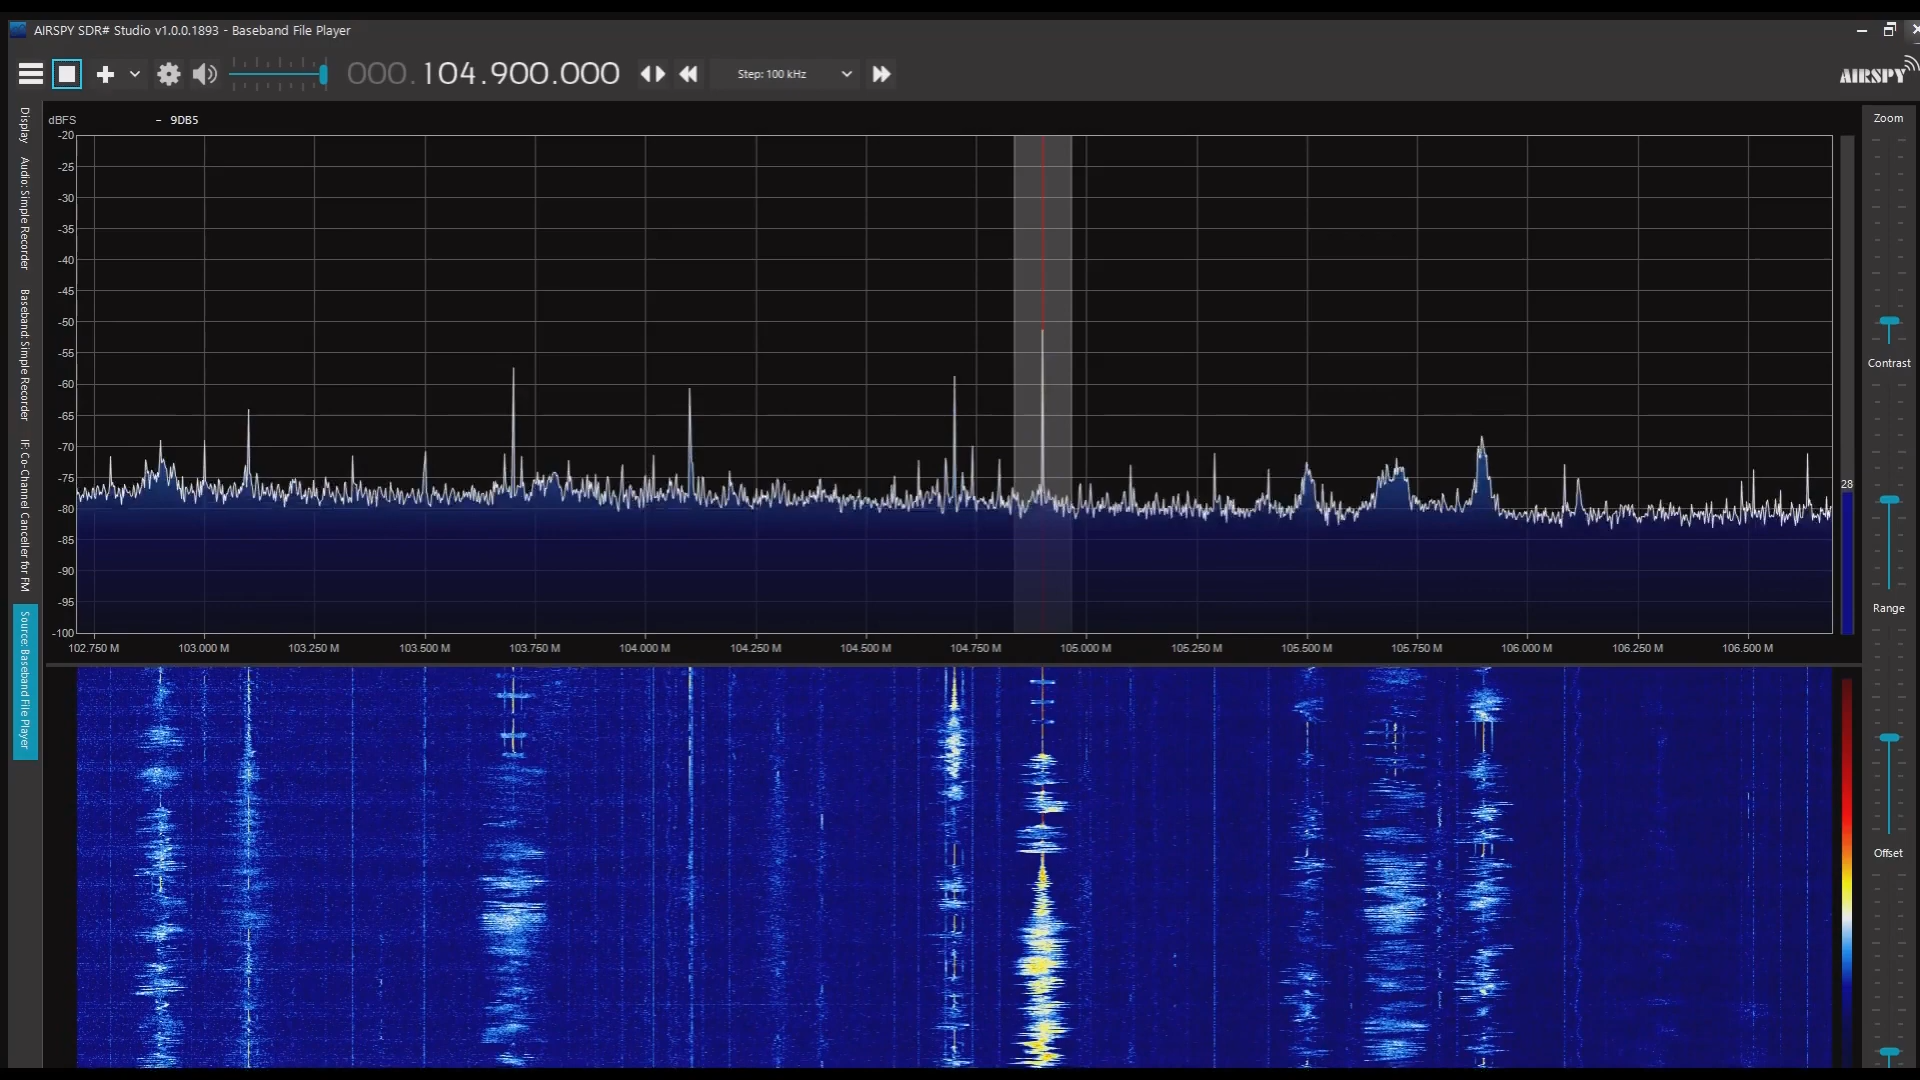 AIRSPY SDR# Studio v1.0.0.1893 - Baseband File Player
000.104.900.000
Step: 100 kHz
AIRSPY
Display
Audio: Simple Recorder
Baseband: Simple Recorder
IF: Co-Channel Canceller for FM
Source: Baseband File Player
dBFS
- 9DB5
-20
-25
-30
-35
-40
-45
-50
-55
-60
-65
-70
-75
-80
-85
-90
-95
-100
102.750 M 103.000 M 103.250 M 103.500 M 103.750 M 104.000 M 104.250 M 104.500 M 104.750 M 105.000 M 105.250 M 105.500 M 105.750 M 106.000 M 106.250 M 106.500 M
28
Zoom
Contrast
Range
Offset